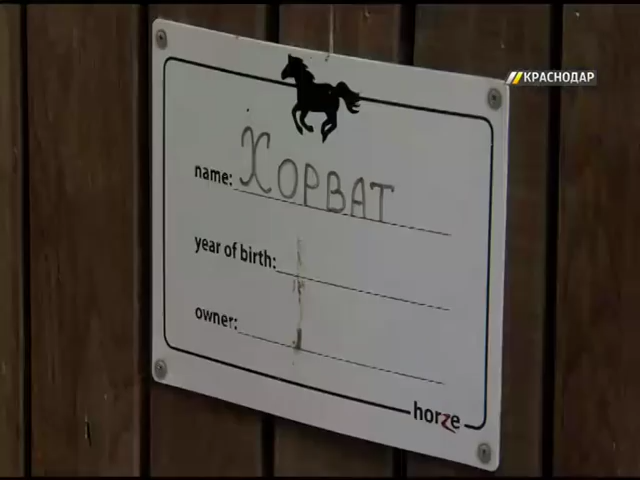 КРАСНОДАР
name: ХОРВАТ
year of birth:
owner:
horze